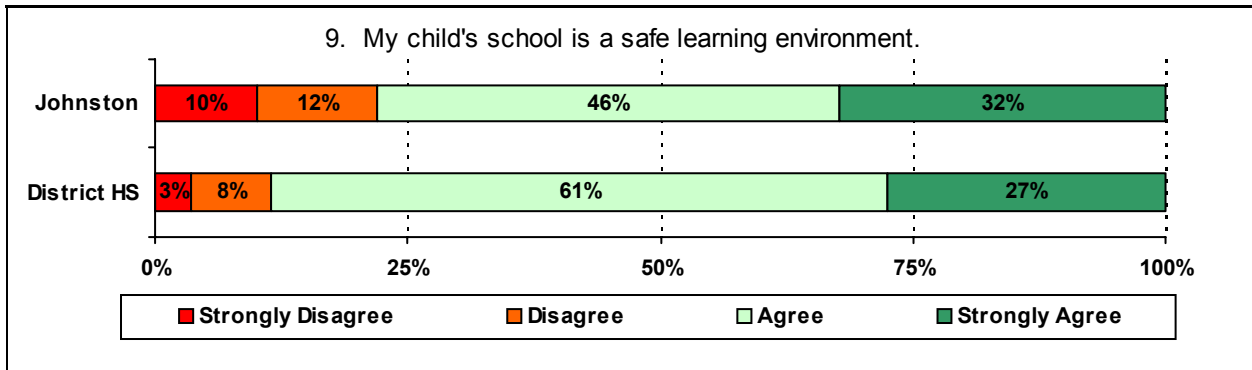 9. My child's school is a safe learning environment.
Johnston 10% 12% 46% 32%
District HS 3% 8% 61% 27%
0% 25% 50% 75% 100%
Strongly Disagree Disagree Agree Strongly Agree